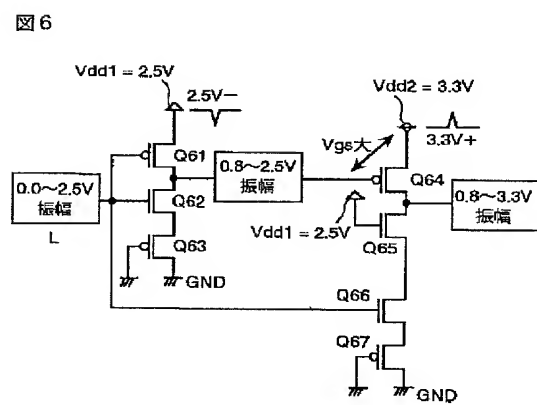 図6
Vdd1 = 2.5V
2.5V−
Vdd2 = 3.3V
3.3V+
Vgs大
Q61
0.8〜2.5V
振幅
Q64
0.0〜2.5V
振幅
L
Q62
0.8〜3.3V
振幅
Vdd1 = 2.5V
Q65
Q63
GND
Q66
Q67
GND